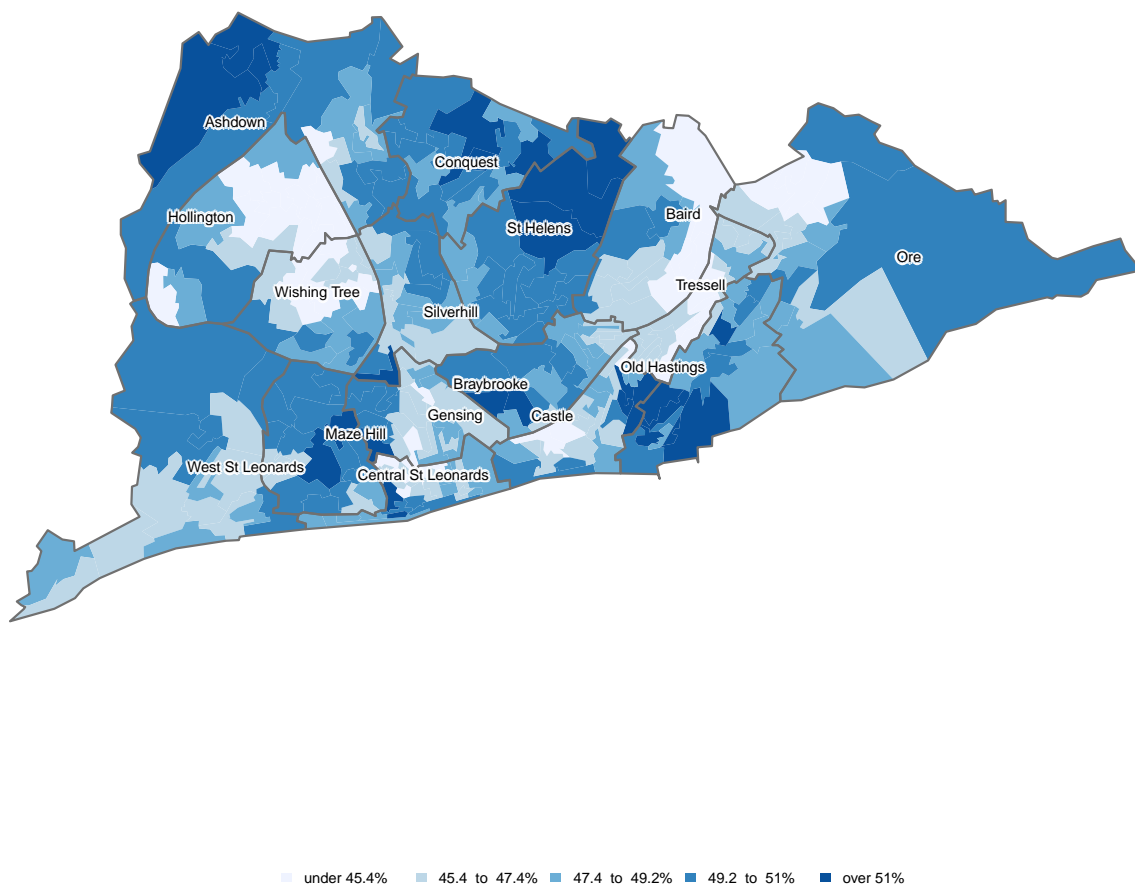 Ashdown
Conquest
Hollington
Baird
St Helens
Ore
Wishing Tree
Tressell
Silverhill
Old Hastings
Braybrooke
Gensing
Castle
Maze Hill
West St Leonards
Central St Leonards
under 45.4% 45.4 to 47.4% 47.4 to 49.2% 49.2 to 51% over 51%